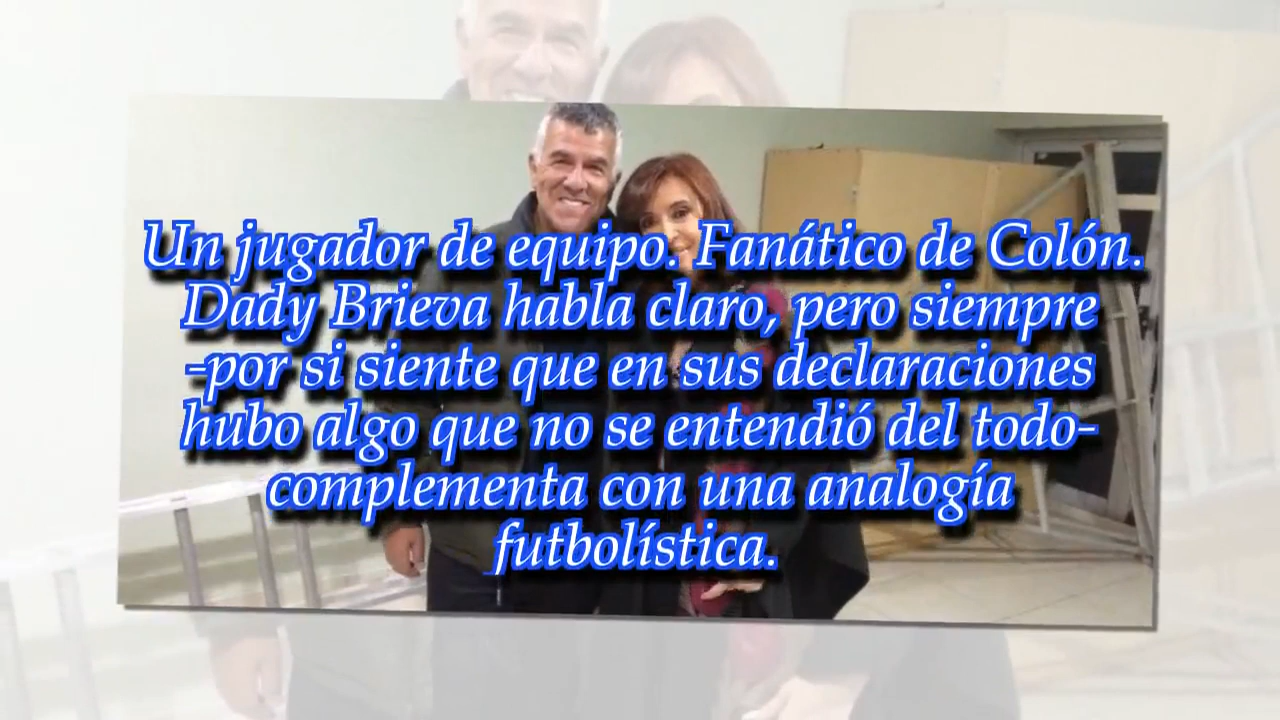 Un jugador de equipo. Fanático de Colón.
Dady Brieva habla claro, pero siempre
-por si siente que en sus declaraciones
hubo algo que no se entendió del todo-
complementa con una analogía
futbolística.